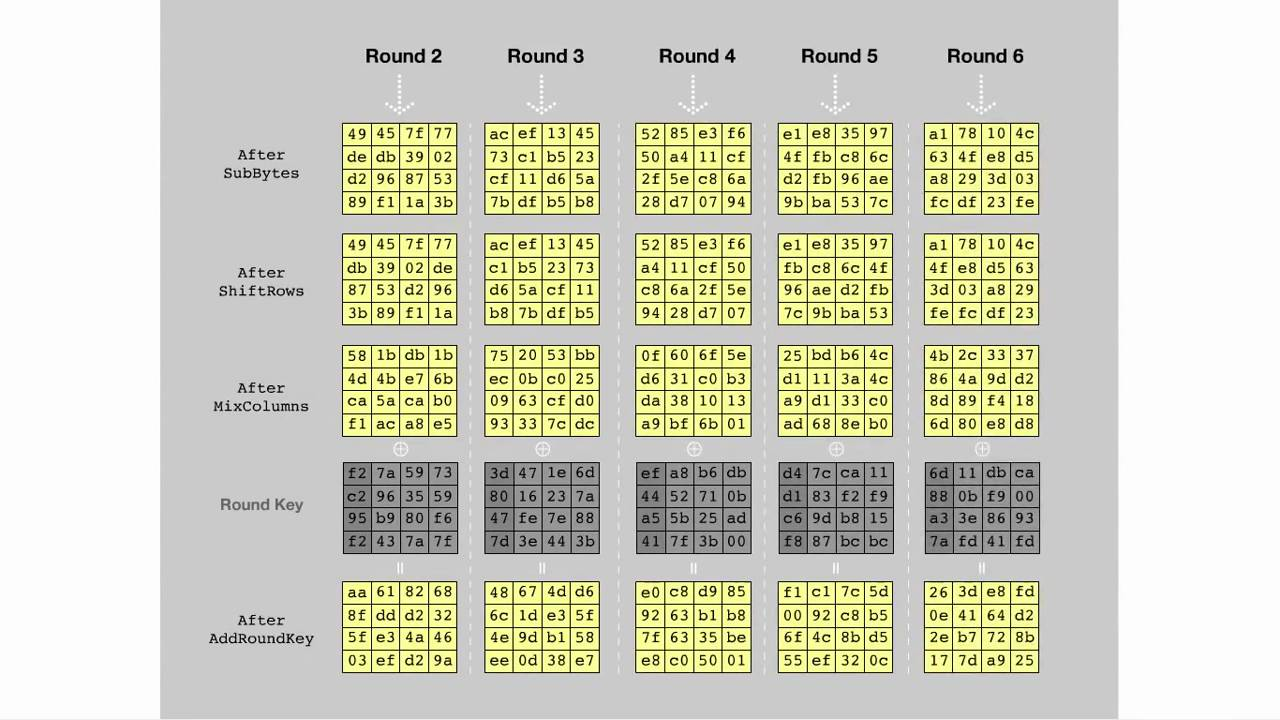 Round 2 Round 3 Round 4 Round 5 Round 6
After
SubBytes
49 45 7f 77 ac ef 13 45 52 85 e3 f6 e1 e8 35 97 a1 78 10 4c
de db 39 02 73 c1 b5 23 50 a4 11 cf 4f fb c8 6c 63 4f e8 d5
d2 96 87 53 cf 11 d6 5a 2f 5e c8 6a d2 fb 96 ae a8 29 3d 03
89 f1 1a 3b 7b df b5 b8 28 d7 07 94 9b ba 53 7c fc df 23 fe
After
ShiftRows
49 45 7f 77 ac ef 13 45 52 85 e3 f6 e1 e8 35 97 a1 78 10 4c
db 39 02 de c1 b5 23 73 a4 11 cf 50 fb c8 6c 4f 4f e8 d5 63
87 53 d2 96 d6 5a cf 11 c8 6a 2f 5e 96 ae d2 fb 3d 03 a8 29
3b 89 f1 1a b8 7b df b5 94 28 d7 07 7c 9b ba 53 fe fc df 23
After
MixColumns
58 1b db 1b 75 20 53 bb 0f 60 6f 5e 25 bd b6 4c 4b 2c 33 37
4d 4b e7 6b ec 0b c0 25 d6 31 c0 b3 d1 11 3a 4c 86 4a 9d d2
ca 5a ca b0 09 63 cf d0 da 38 10 13 a9 d1 33 c0 8d 89 f4 18
f1 ac a8 e5 93 33 7c dc a9 bf 6b 01 ad 68 8e b0 6d 80 e8 d8
⊕ ⊕ ⊕ ⊕ ⊕
Round Key
f2 7a 59 73 3d 47 1e 6d ef a8 b6 db d4 7c ca 11 6d 11 db ca
c2 96 35 59 80 16 23 7a 44 52 71 0b d1 83 f2 f9 88 0b f9 00
95 b9 80 f6 47 fe 7e 88 a5 5b 25 ad c6 9d b8 15 a3 3e 86 93
f2 43 7a 7f 7d 3e 44 3b 41 7f 3b 00 f8 87 bc bc 7a fd 41 fd
= = = = =
After
AddRoundKey
aa 61 82 68 48 67 4d d6 e0 c8 d9 85 f1 c1 7c 5d 26 3d e8 fd
8f dd d2 32 6c 1d e3 5f 92 63 b1 b8 00 92 c8 b5 0e 41 64 d2
5f e3 4a 46 4e 9d b1 58 7f 63 35 be 6f 4c 8b d5 2e b7 72 8b
03 ef d2 9a ee 0d 38 e7 e8 c0 50 01 55 ef 32 0c 17 7d a9 25